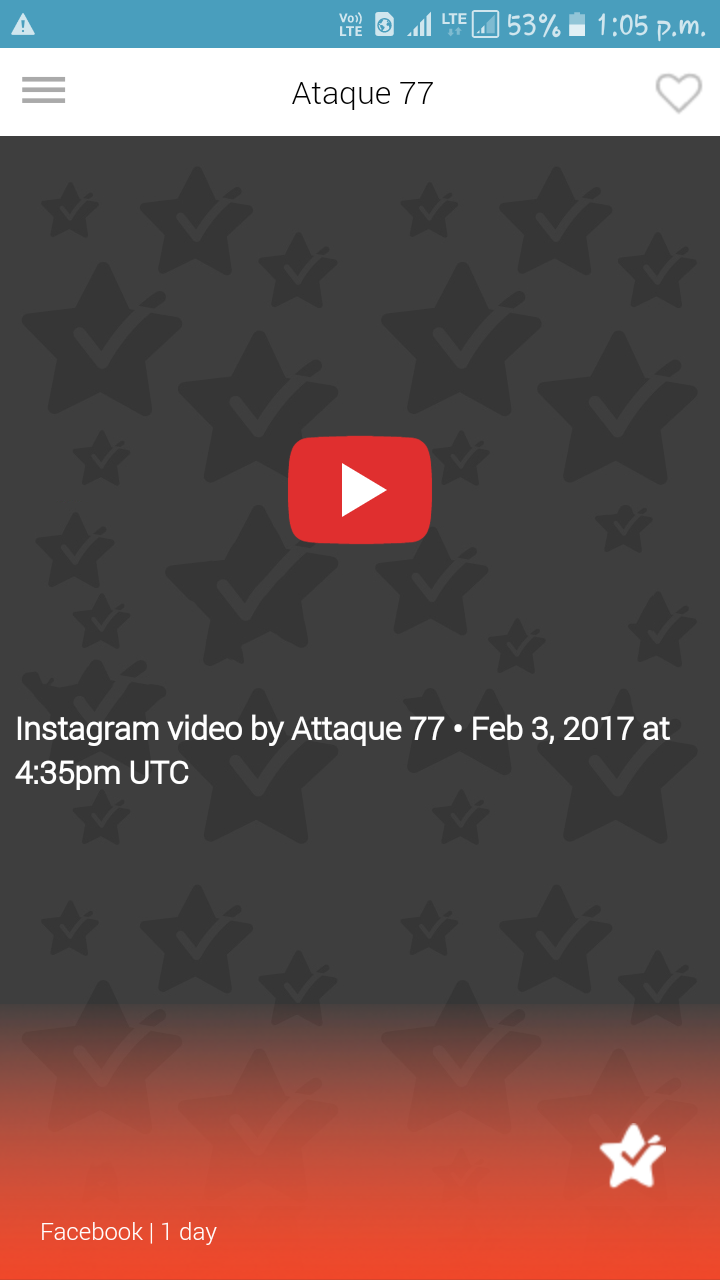 Vo))
LTE
LTE
53%
1:05 p.m.
Ataque 77
Instagram video by Attaque 77 • Feb 3, 2017 at
4:35pm UTC
Facebook | 1 day